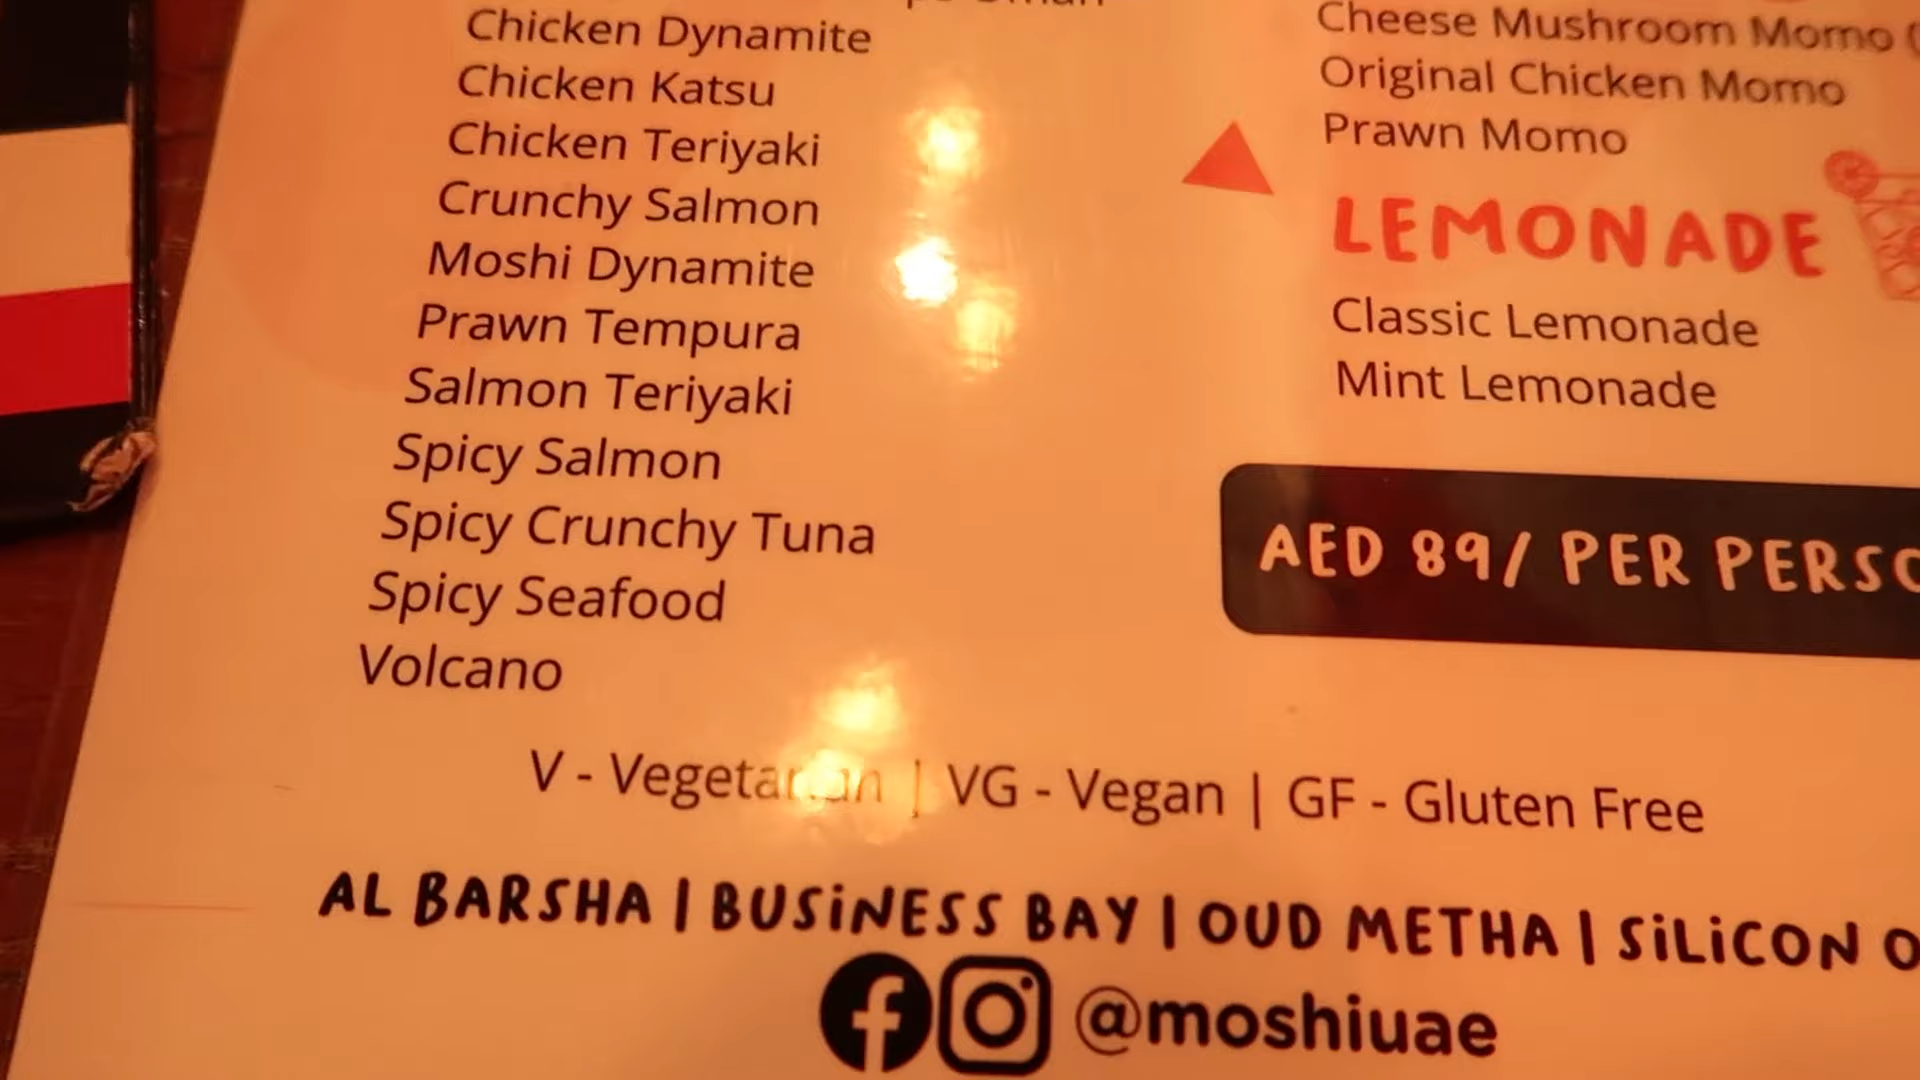 Chicken Dynamite
Chicken Katsu
Chicken Teriyaki
Crunchy Salmon
Moshi Dynamite
Prawn Tempura
Salmon Teriyaki
Spicy Salmon
Spicy Crunchy Tuna
Spicy Seafood
Volcano
Cheese Mushroom Momo (
Original Chicken Momo
Prawn Momo
LEMONADE
Classic Lemonade
Mint Lemonade
AED 89/ PER PERSO
V - Vegetarian | VG - Vegan | GF - Gluten Free
AL BARSHA | BUSiNESS BAY | OUD METHA | SiLiCON O
@moshiuae